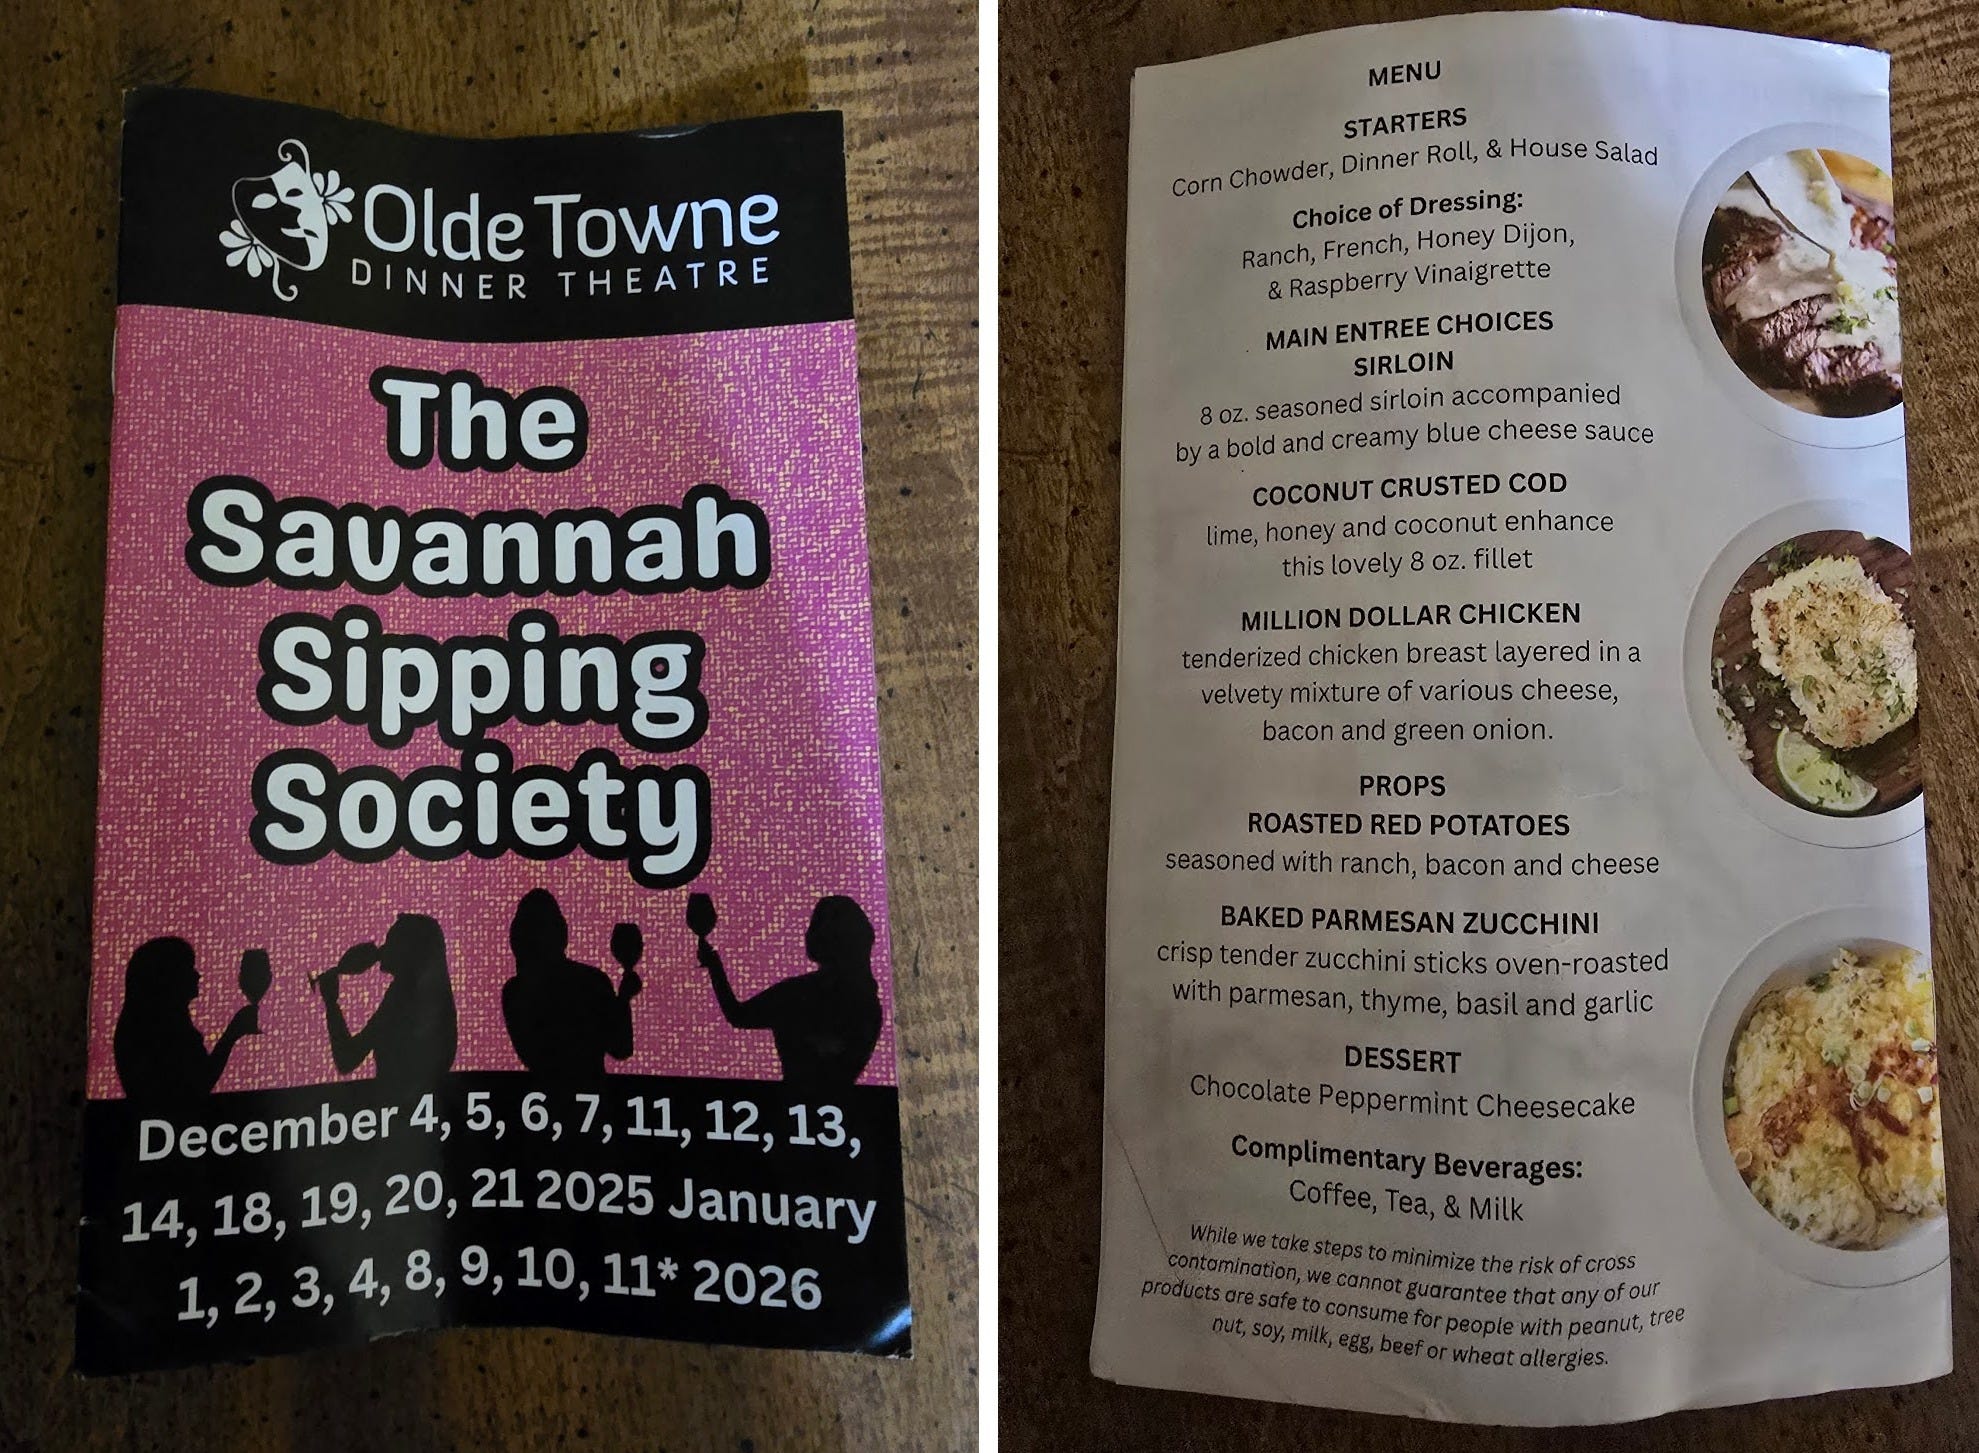 Olde Towne
DINNER THEATRE
The
Savannah
Sipping
Society
December 4, 5, 6, 7, 11, 12, 13,
14, 18, 19, 20, 21 2025 January
1, 2, 3, 4, 8, 9, 10, 11* 2026
MENU
STARTERS
Corn Chowder, Dinner Roll, & House Salad
Choice of Dressing:
Ranch, French, Honey Dijon,
& Raspberry Vinaigrette
MAIN ENTREE CHOICES
SIRLOIN
8 oz. seasoned sirloin accompanied
by a bold and creamy blue cheese sauce
COCONUT CRUSTED COD
lime, honey and coconut enhance
this lovely 8 oz. fillet
MILLION DOLLAR CHICKEN
tenderized chicken breast layered in a
velvety mixture of various cheese,
bacon and green onion.
PROPS
ROASTED RED POTATOES
seasoned with ranch, bacon and cheese
BAKED PARMESAN ZUCCHINI
crisp tender zucchini sticks oven-roasted
with parmesan, thyme, basil and garlic
DESSERT
Chocolate Peppermint Cheesecake
Complimentary Beverages:
Coffee, Tea, & Milk
While we take steps to minimize the risk of cross
contamination, we cannot guarantee that any of our
products are safe to consume for people with peanut, tree
nut, soy, milk, egg, beef or wheat allergies.